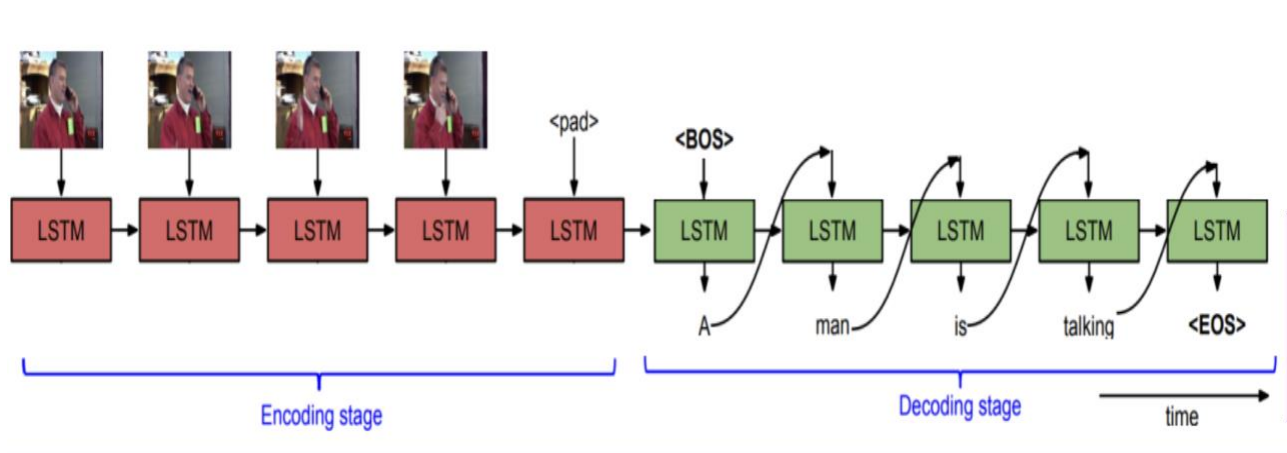 <pad>
<BOS>
LSTM LSTM LSTM LSTM LSTM LSTM LSTM LSTM LSTM LSTM
A man is talking <EOS>
Encoding stage
Decoding stage
time